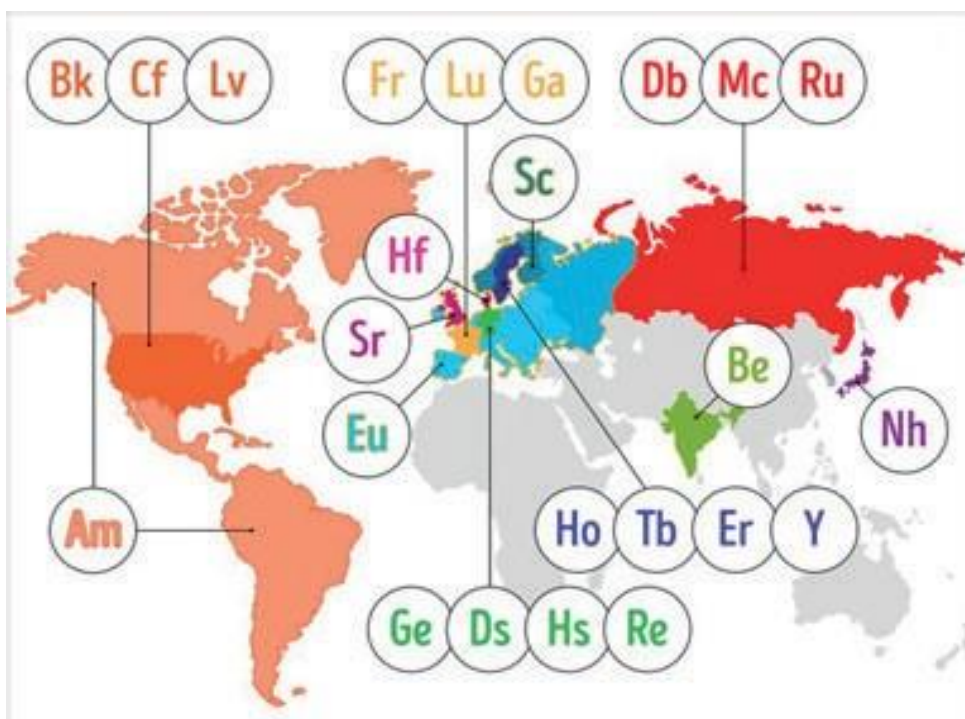 Bk Cf Lv
Fr Lu Ga
Db Mc Ru
Sc
Hf
Sr
Be
Eu
Nh
Am
Ho Tb Er Y
Ge Ds Hs Re